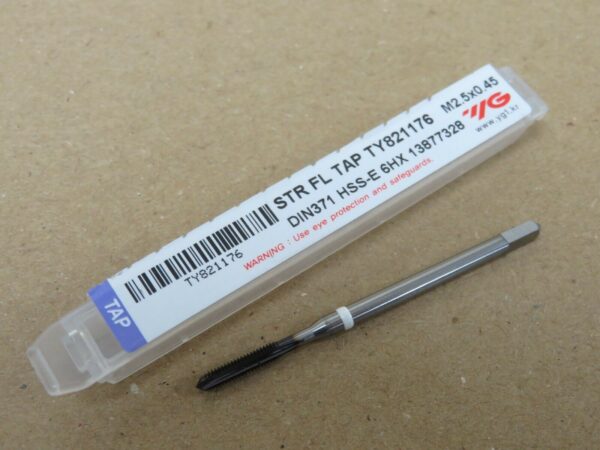 STR FL TAP TY821176 M2.5x0.45
DIN371 HSS-E 6HX 13877328
WARNING : Use eye protection and safeguards.
YG
www.yg1.kr
TY821176
TAP